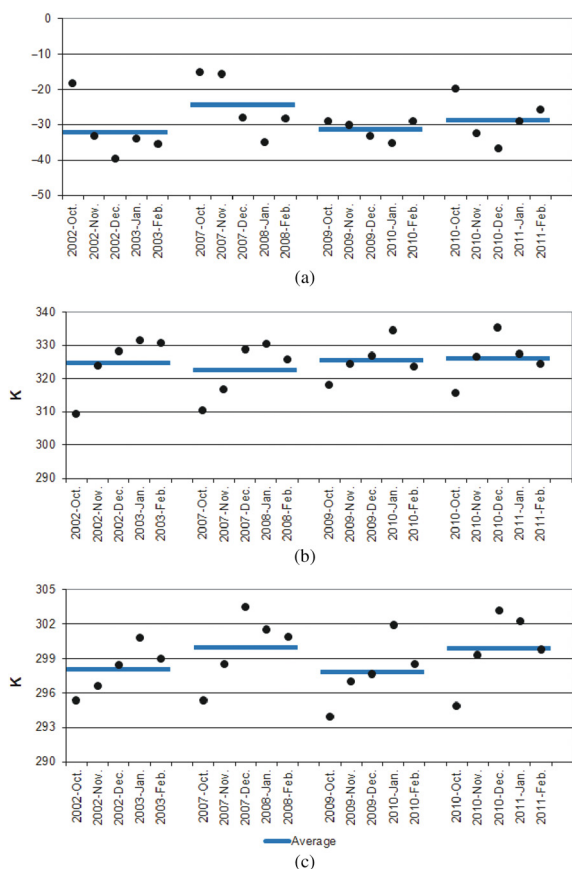 0
–10
–20
–30
–40
–50
2002-Oct.
2002-Nov.
2002-Dec.
2003-Jan.
2003-Feb.
2007-Oct.
2007-Nov.
2007-Dec.
2008-Jan.
2008-Feb.
2009-Oct.
2009-Nov.
2009-Dec.
2010-Jan.
2010-Feb.
2010-Oct.
2010-Nov.
2010-Dec.
2011-Jan.
2011-Feb.
(a)
K
340
330
320
310
300
290
2002-Oct.
2002-Nov.
2002-Dec.
2003-Jan.
2003-Feb.
2007-Oct.
2007-Nov.
2007-Dec.
2008-Jan.
2008-Feb.
2009-Oct.
2009-Nov.
2009-Dec.
2010-Jan.
2010-Feb.
2010-Oct.
2010-Nov.
2010-Dec.
2011-Jan.
2011-Feb.
(b)
K
305
302
299
296
293
290
2002-Oct.
2002-Nov.
2002-Dec.
2003-Jan.
2003-Feb.
2007-Oct.
2007-Nov.
2007-Dec.
2008-Jan.
2008-Feb.
2009-Oct.
2009-Nov.
2009-Dec.
2010-Jan.
2010-Feb.
2010-Oct.
2010-Nov.
2010-Dec.
2011-Jan.
2011-Feb.
Average
(c)